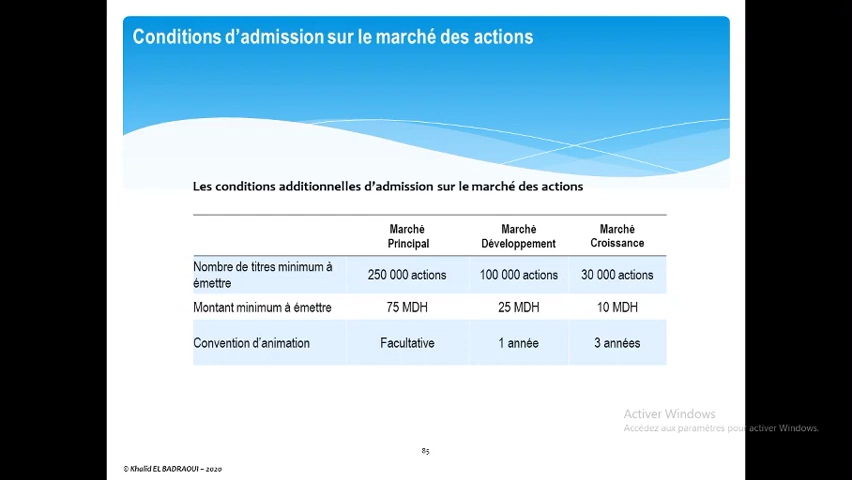 Conditions d'admission sur le marché des actions
Les conditions additionnelles d'admission sur le marché des actions
Marché Principal
Marché Développement
Marché Croissance
Nombre de titres minimum à émettre
250 000 actions
100 000 actions
30 000 actions
Montant minimum à émettre
75 MDH
25 MDH
10 MDH
Convention d'animation
Facultative
1 année
3 années
Activer Windows
Accédez aux paramètres pour activer Windows.
85
© Khalid EL BADRAOUI – 2020